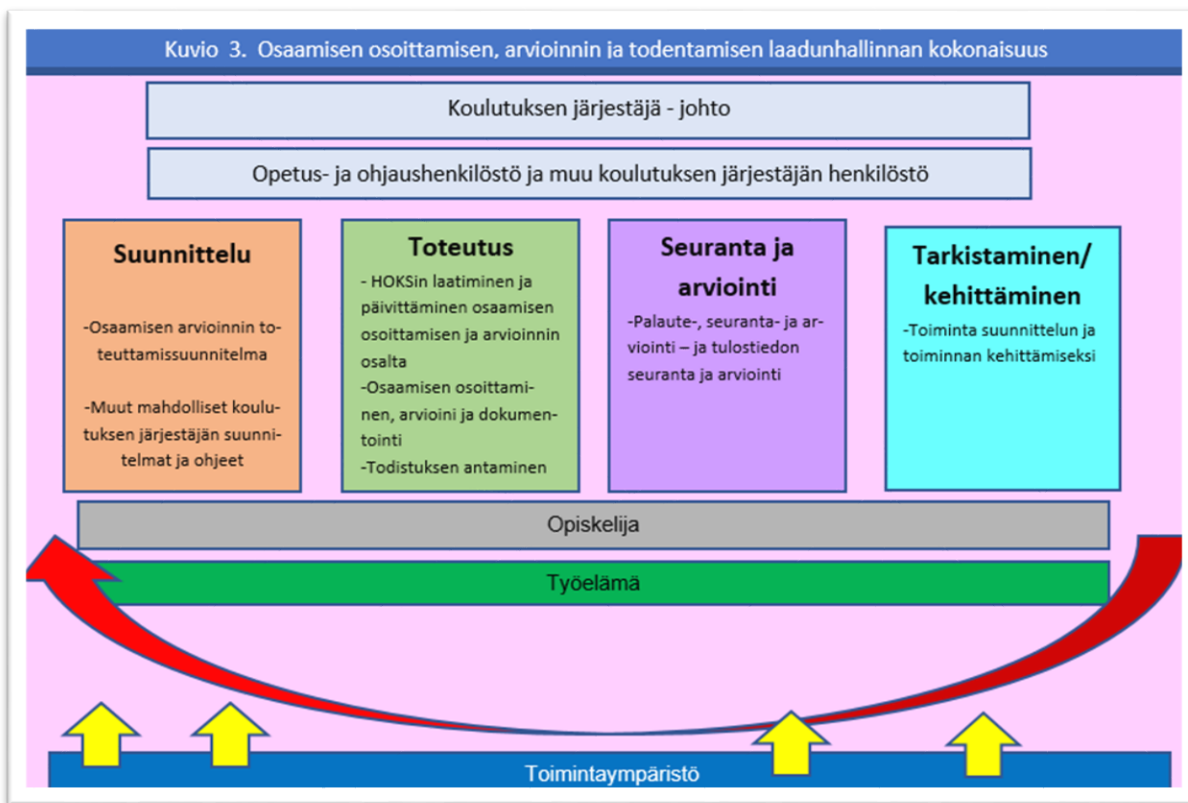 Kuvio 3. Osaamisen osoittamisen, arvioinnin ja todentamisen laadunhallinnan kokonaisuus
Koulutuksen järjestäjä - johto
Opetus- ja ohjaushenkilöstö ja muu koulutuksen järjestäjän henkilöstö
Suunnittelu
-Osaamisen arvioinnin to-
teuttamissuunnitelma
-Muut mahdolliset koulu-
tuksen järjestäjän suunni-
telmat ja ohjeet
Toteutus
- HOKSin laatiminen ja
päivittäminen osaamisen
osoittamisen ja arvioinnin
osalta
-Osaamisen osoittami-
nen, arvioini ja dokumen-
tointi
-Todistuksen antaminen
Seuranta ja
arviointi
-Palaute-, seuranta- ja ar-
viointi – ja tulostiedon
seuranta ja arviointi
Tarkistaminen/
kehittäminen
-Toiminta suunnittelun ja
toiminnan kehittämiseksi
Opiskelija
Työelämä
Toimintaympäristö